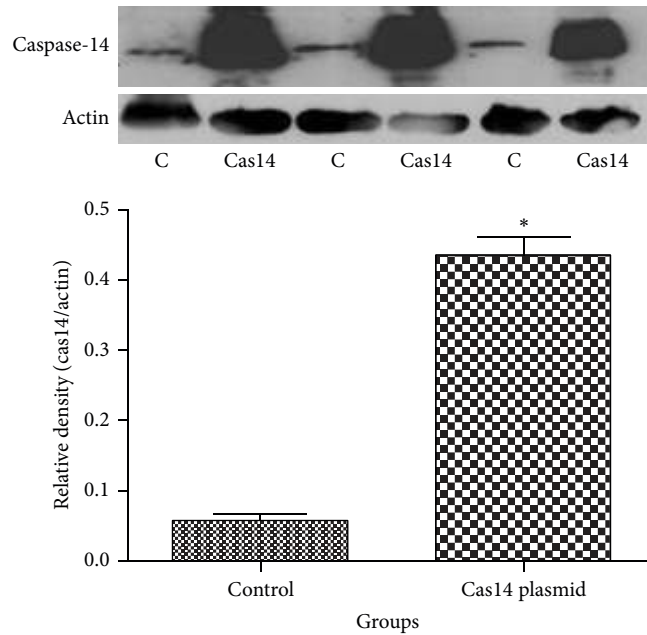 Caspase-14
Actin
C Cas14 C Cas14 C Cas14
0.5
0.4
0.3
0.2
0.1
0.0
Relative density (cas14/actin)
*
Control Cas14 plasmid
Groups